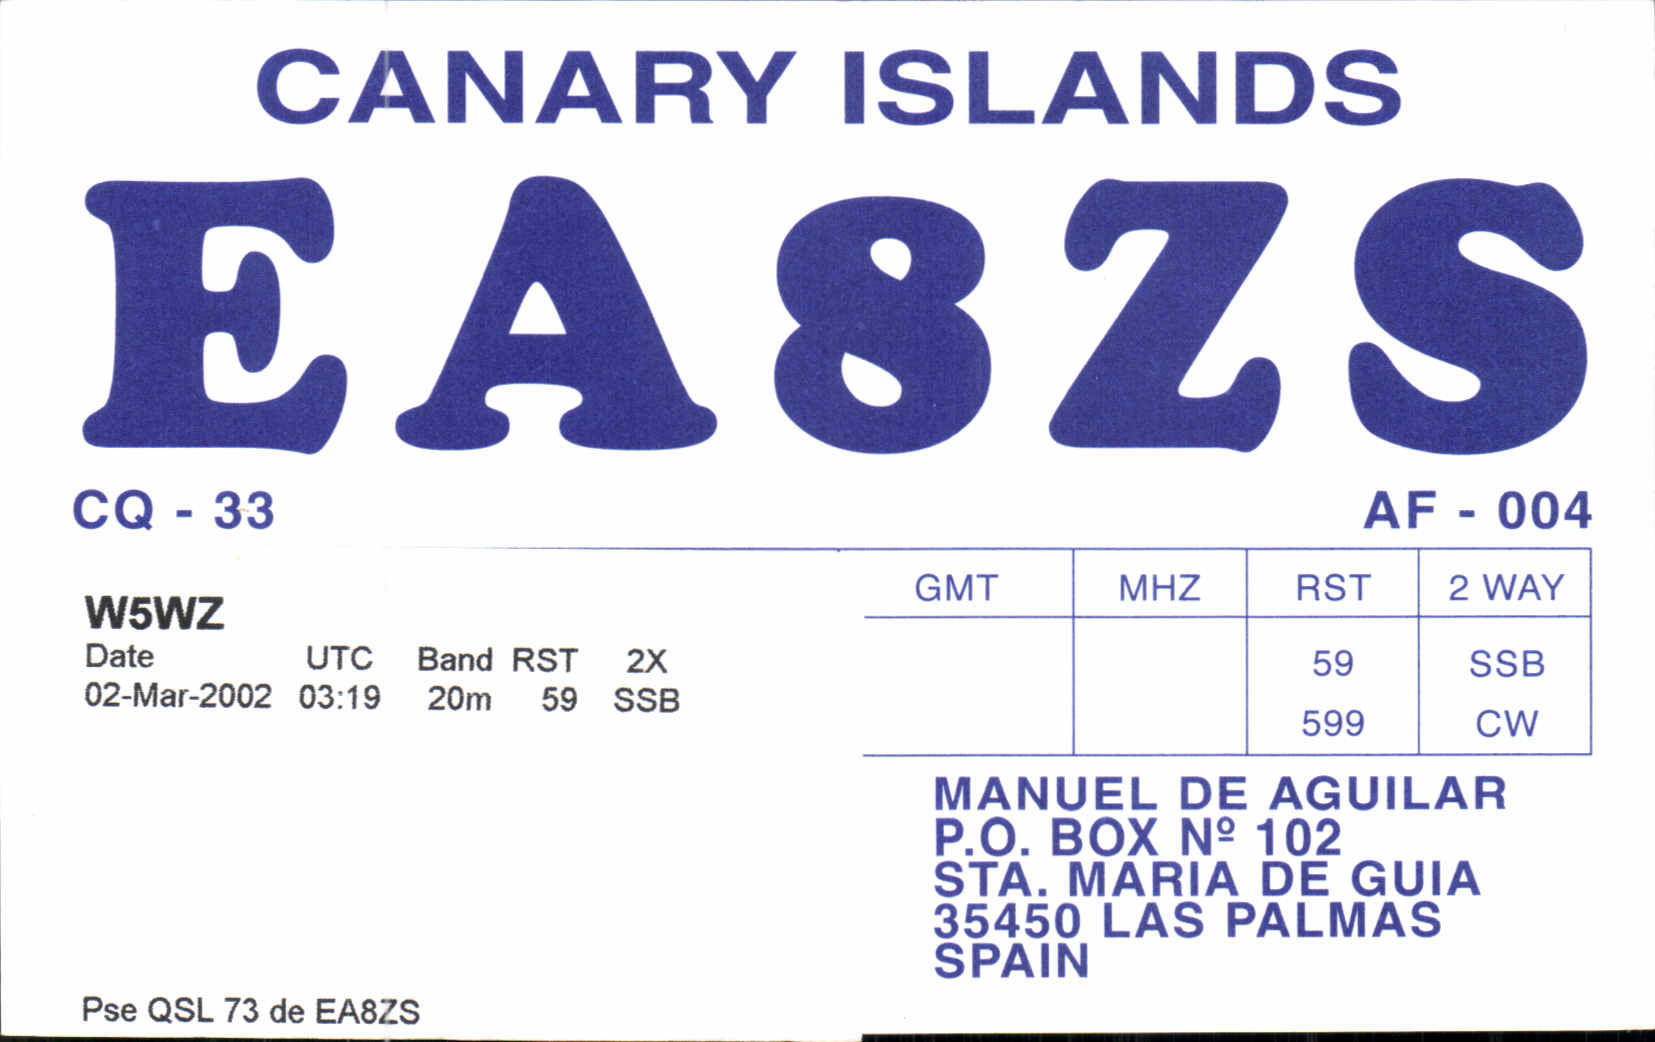 CANARY ISLANDS
EA8ZS
CQ - 33 AF - 004
W5WZ
Date UTC Band RST 2X
02-Mar-2002 03:19 20m 59 SSB
GMT MHZ RST 2 WAY
59 SSB
599 CW
MANUEL DE AGUILAR
P.O. BOX Nº 102
STA. MARIA DE GUIA
35450 LAS PALMAS
SPAIN
Pse QSL 73 de EA8ZS